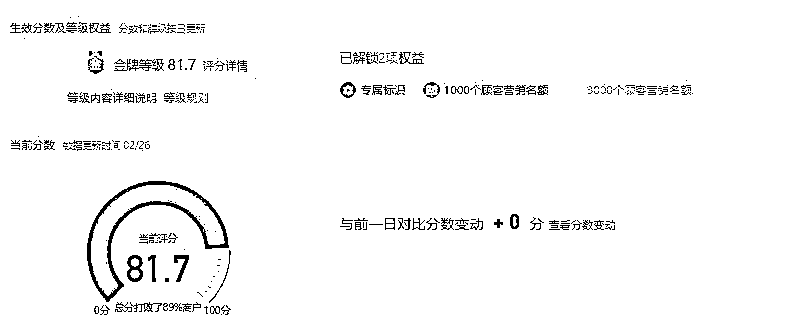 生效分数及等级权益 分数和等级按日更新
金牌等级 81.7 评分详情
已解锁2项权益
等级内容详细说明 等级规则
专属标识 1000个顾客营销名额 3000个顾客营销名额
当前分数 数据更新时间 02/26
与前一日对比分数变动 +0 分 查看分数变动
当前评分
81.7
0分 总分打败了89%商户 100分